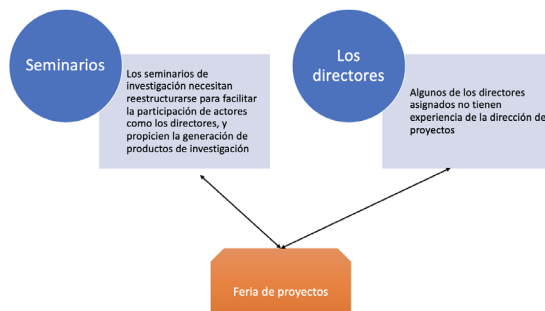 Seminarios
Los seminarios de
investigación necesitan
reestructurarse para facilitar
la participación de actores
como los directores, y
propicien la generación de
productos de investigación
Los
directores
Algunos de los directores
asignados no tienen
experiencia de la dirección de
proyectos
Feria de proyectos